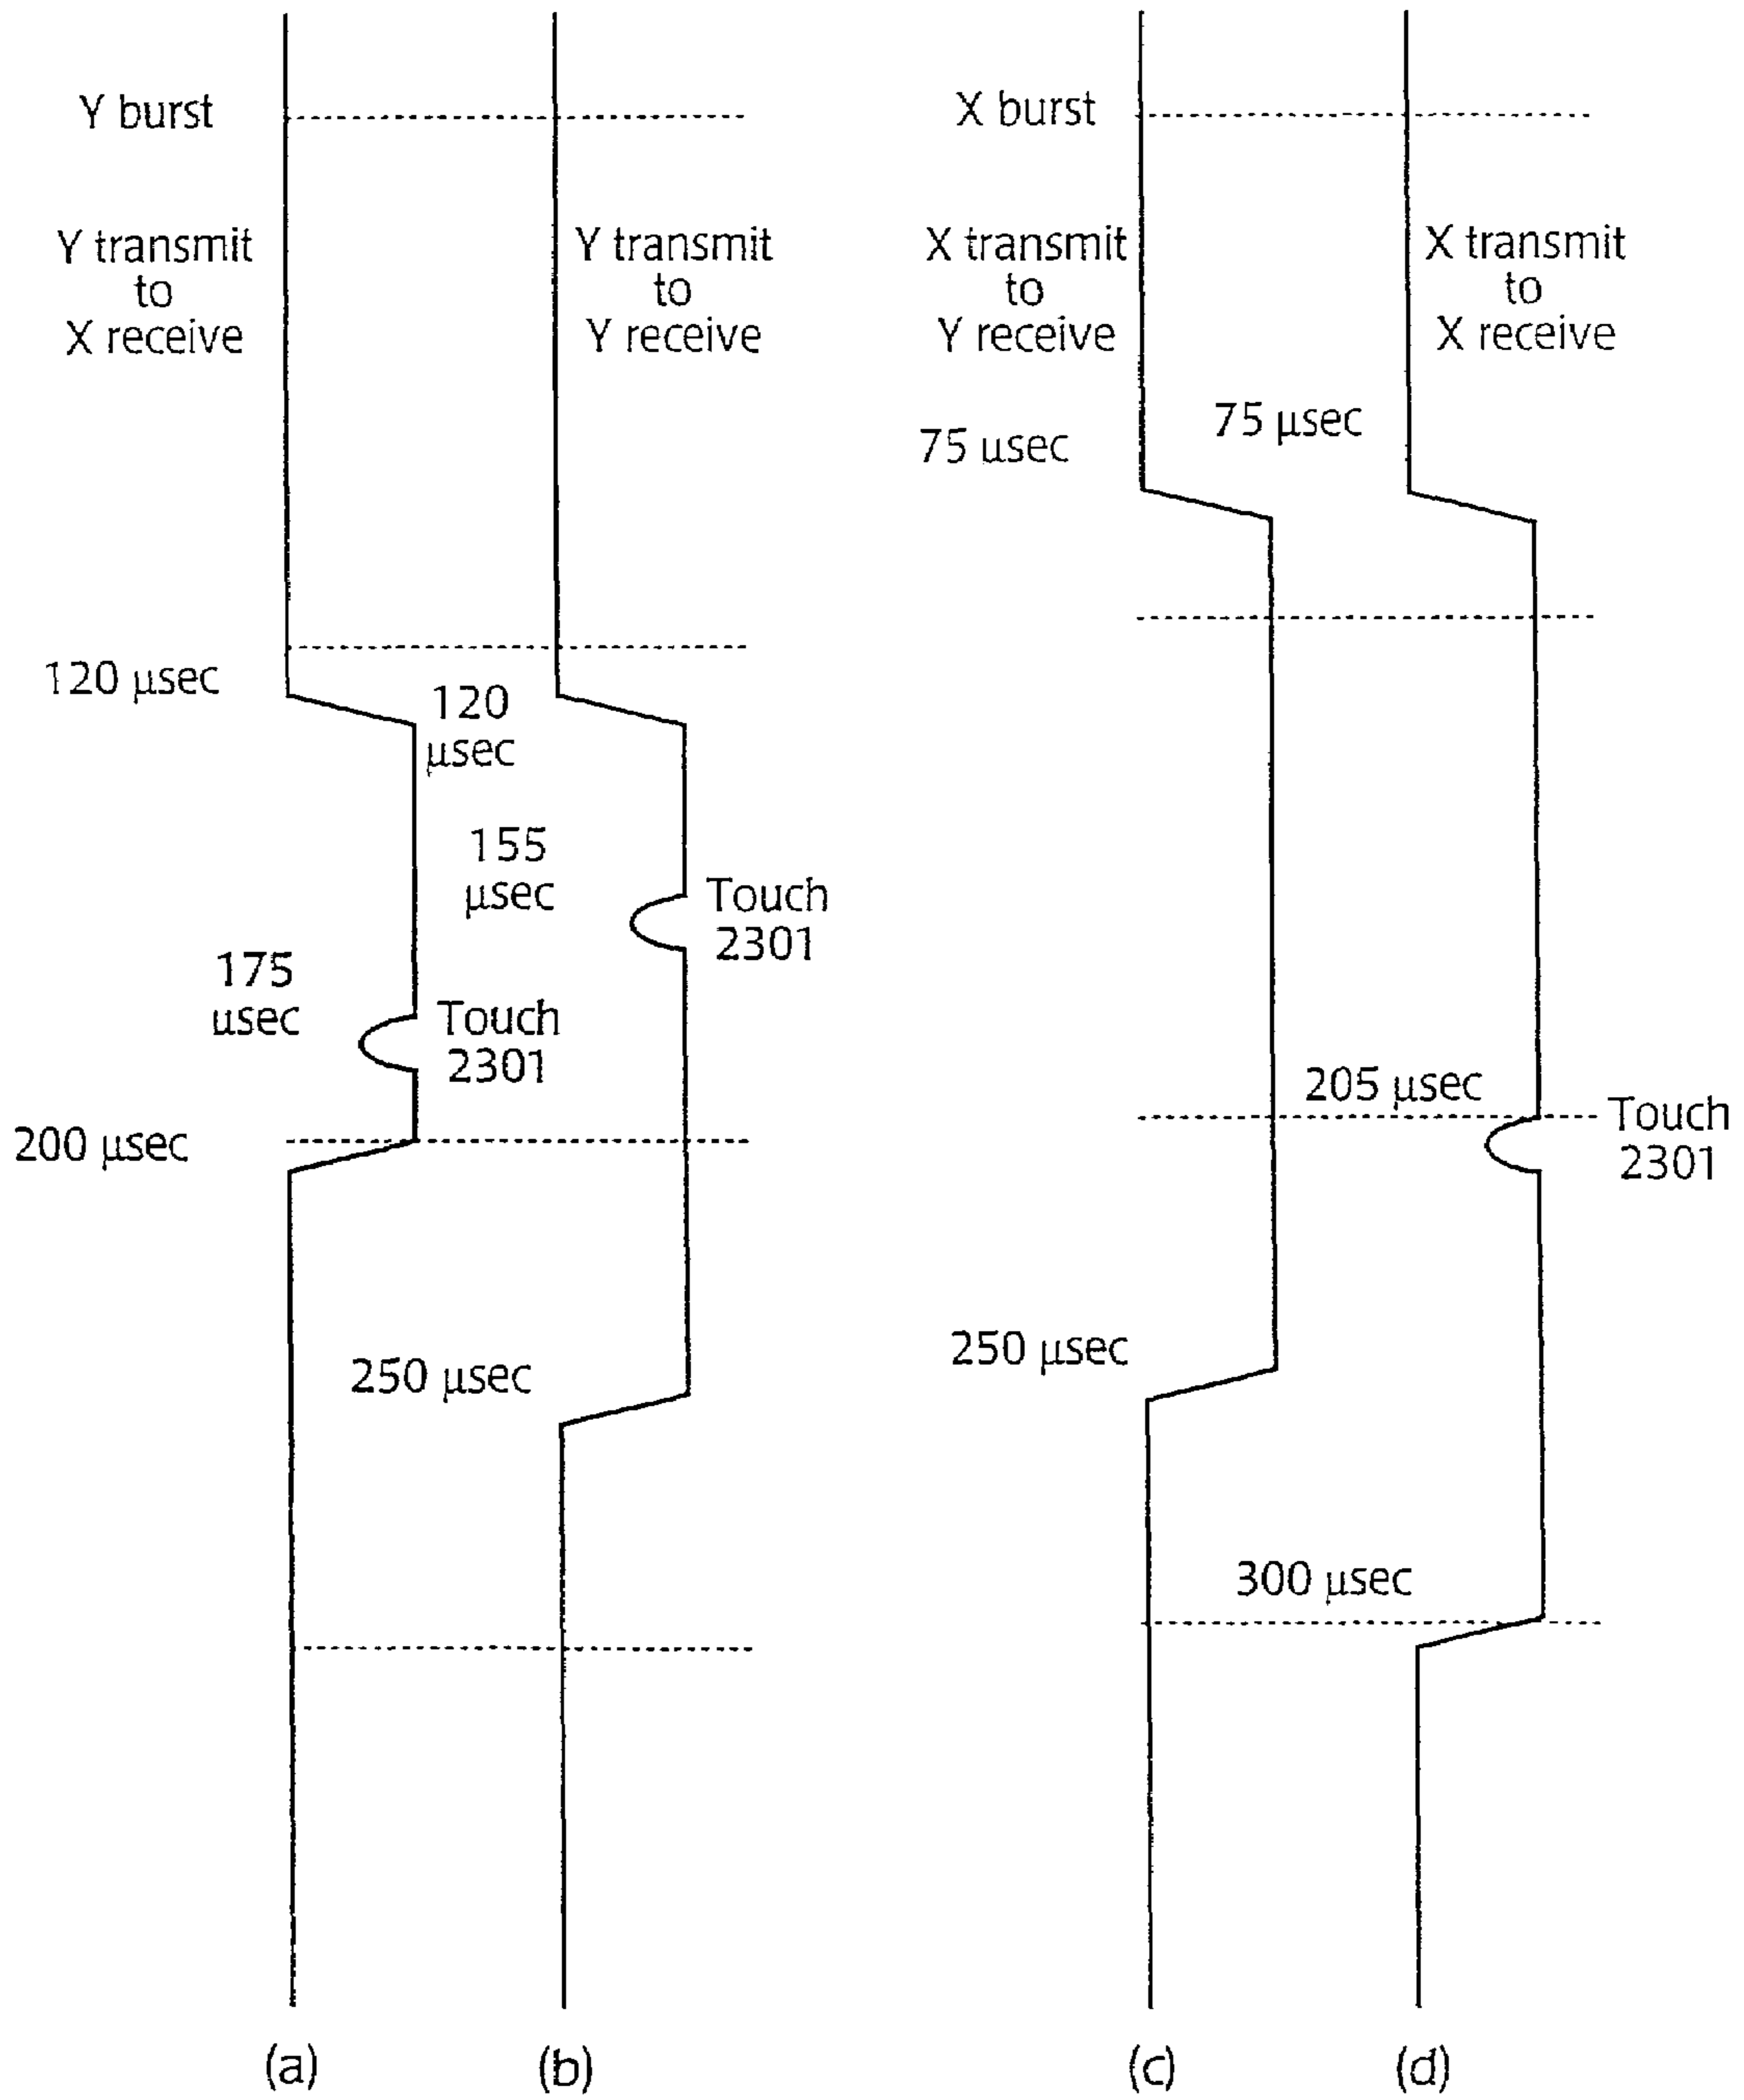 Y burst
X burst
Y transmit
to
X receive
Y transmit
to
Y receive
X transmit
to
Y receive
X transmit
to
X receive
75 µsec
75 µsec
120 µsec
120
µsec
155
µsec
Touch
2301
175
µsec
Touch
2301
200 µsec
205 µsec
Touch
2301
250 µsec
250 µsec
300 µsec
(a)
(b)
(c)
(d)